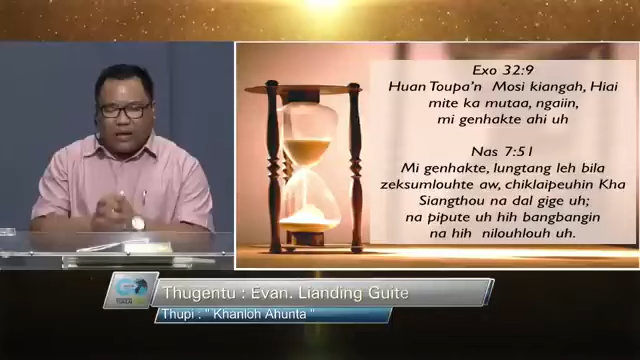 Exo 32:9
Huan Toupa'n Mosi kiangah, Hiai
mite ka mutaa, ngaiin,
mi genhakte ahi uh
Nas 7:51
Mi genhakte, lungtang leh bila
zeksumlouhte aw, chiklaipeuhin Kha
Siangthou na dal gige uh;
na pipute uh hih bangbangin
na hih nilouhlouh uh.
Thugentu : Evan. Lianding Guite
Thupi : " Khanloh Ahunta "